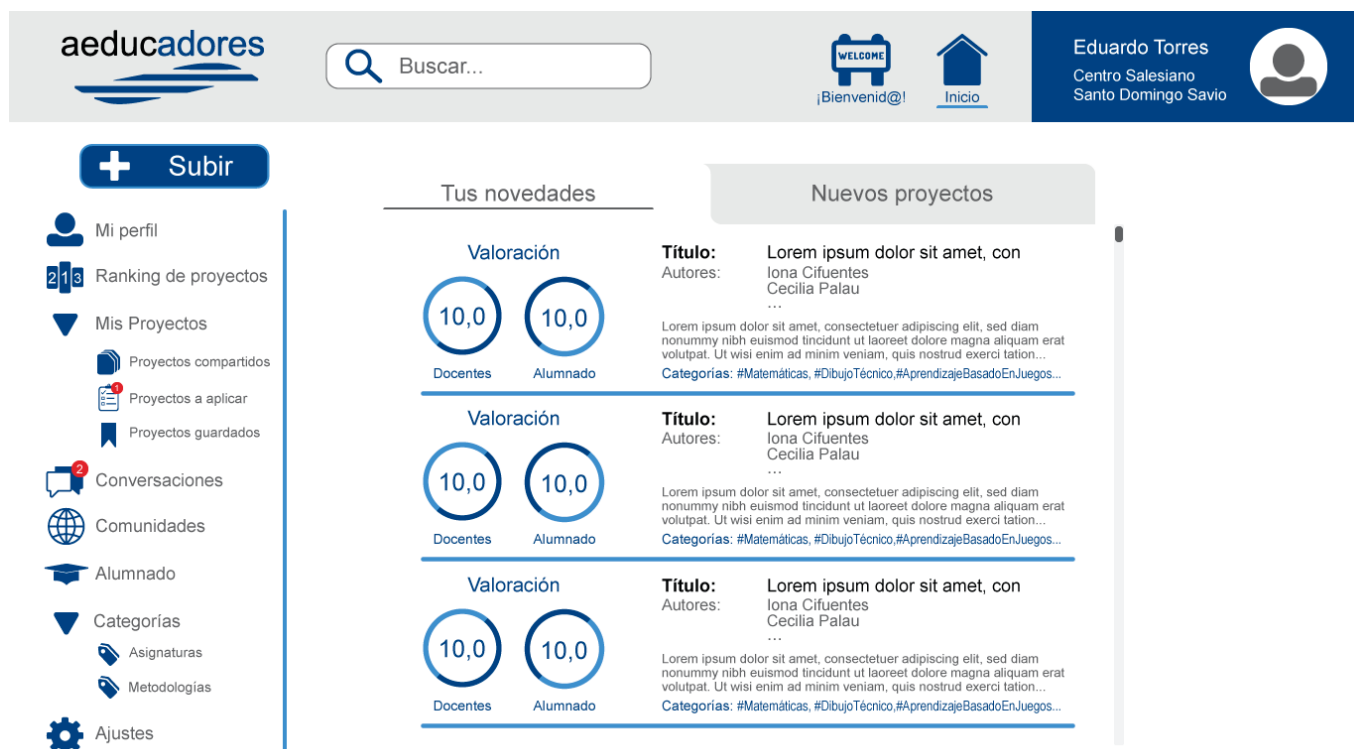 aeducadores
Buscar...
WELCOME
¡Bienvenid@!
Inicio
Eduardo Torres
Centro Salesiano
Santo Domingo Savio
Subir
Mi perfil
213 Ranking de proyectos
Mis Proyectos
Proyectos compartidos
1
Proyectos a aplicar
Proyectos guardados
2
Conversaciones
Comunidades
Alumnado
Categorías
Asignaturas
Metodologías
Ajustes
Tus novedades
Nuevos proyectos
Valoración
10,0 10,0
Docentes Alumnado
Título: Lorem ipsum dolor sit amet, con
Autores: Iona Cifuentes
Cecilia Palau
...
Lorem ipsum dolor sit amet, consectetuer adipiscing elit, sed diam
nonummy nibh euismod tincidunt ut laoreet dolore magna aliquam erat
volutpat. Ut wisi enim ad minim veniam, quis nostrud exerci tation...
Categorías: #Matemáticas, #DibujoTécnico,#AprendizajeBasadoEnJuegos...
Valoración
10,0 10,0
Docentes Alumnado
Título: Lorem ipsum dolor sit amet, con
Autores: Iona Cifuentes
Cecilia Palau
...
Lorem ipsum dolor sit amet, consectetuer adipiscing elit, sed diam
nonummy nibh euismod tincidunt ut laoreet dolore magna aliquam erat
volutpat. Ut wisi enim ad minim veniam, quis nostrud exerci tation...
Categorías: #Matemáticas, #DibujoTécnico,#AprendizajeBasadoEnJuegos...
Valoración
10,0 10,0
Docentes Alumnado
Título: Lorem ipsum dolor sit amet, con
Autores: Iona Cifuentes
Cecilia Palau
...
Lorem ipsum dolor sit amet, consectetuer adipiscing elit, sed diam
nonummy nibh euismod tincidunt ut laoreet dolore magna aliquam erat
volutpat. Ut wisi enim ad minim veniam, quis nostrud exerci tation...
Categorías: #Matemáticas, #DibujoTécnico,#AprendizajeBasadoEnJuegos...